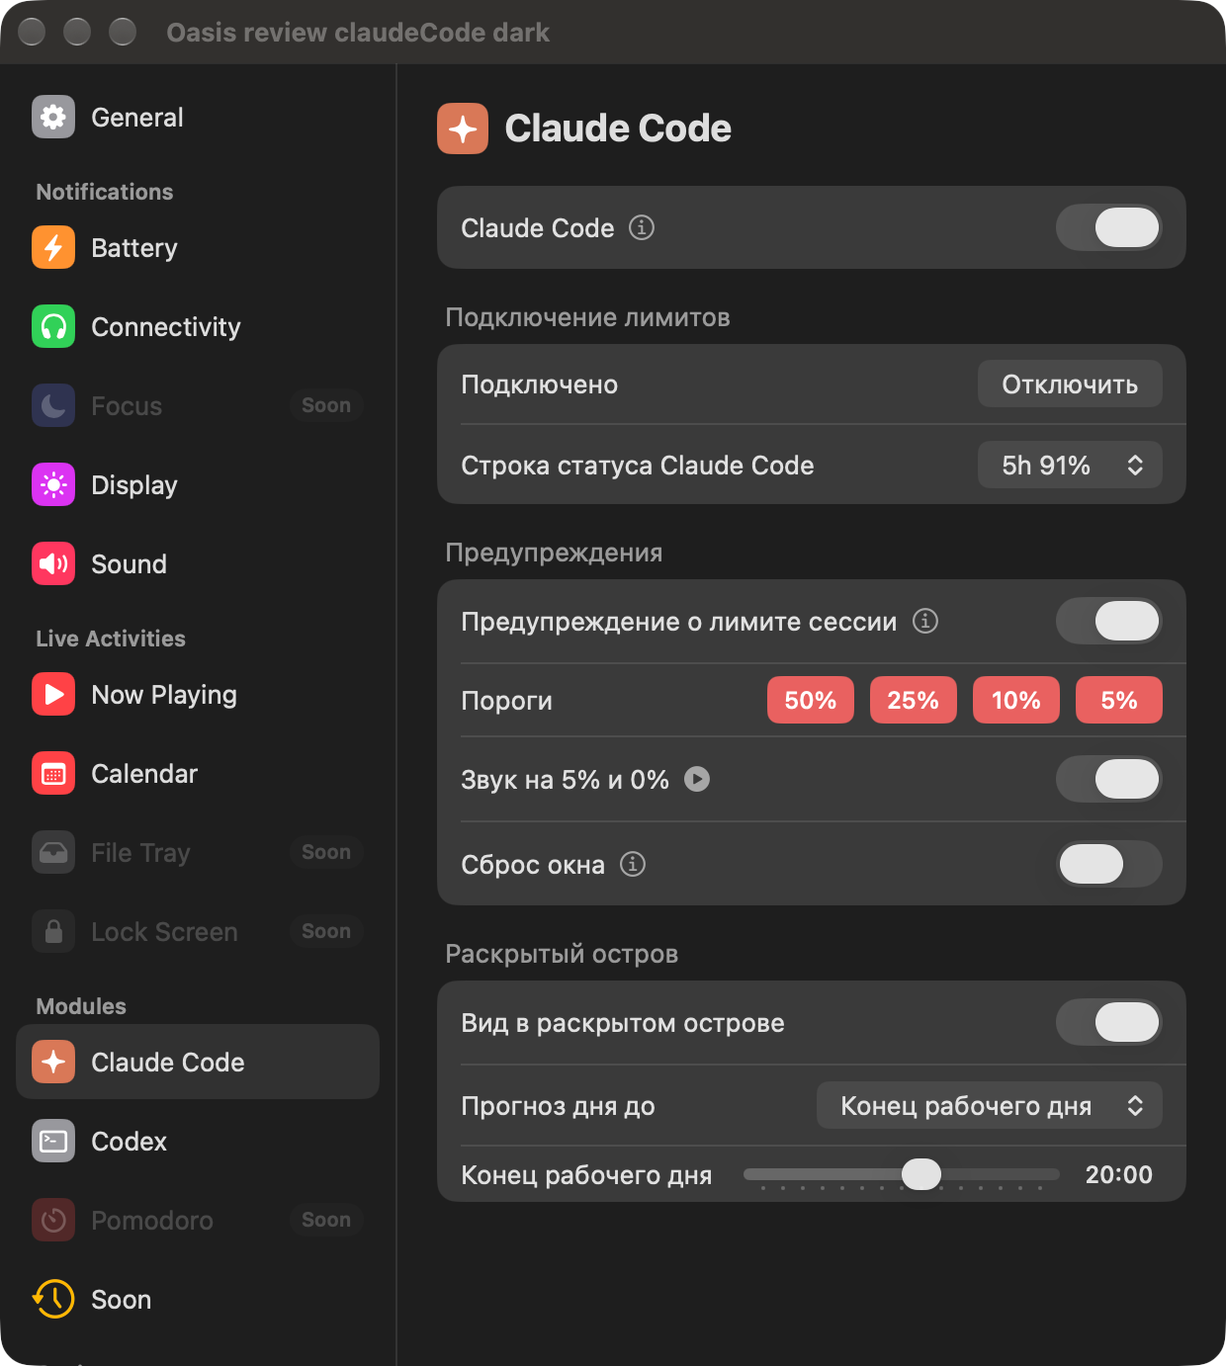 Oasis review claudeCode dark
General
Notifications
Battery
Connectivity
Focus Soon
Display
Sound
Live Activities
Now Playing
Calendar
File Tray Soon
Lock Screen Soon
Modules
Claude Code
Codex
Pomodoro Soon
Soon
Claude Code
Claude Code
Подключение лимитов
Подключено Отключить
Строка статуса Claude Code 5h 91%
Предупреждения
Предупреждение о лимите сессии
Пороги 50% 25% 10% 5%
Звук на 5% и 0%
Сброс окна
Раскрытый остров
Вид в раскрытом острове
Прогноз дня до Конец рабочего дня
Конец рабочего дня 20:00